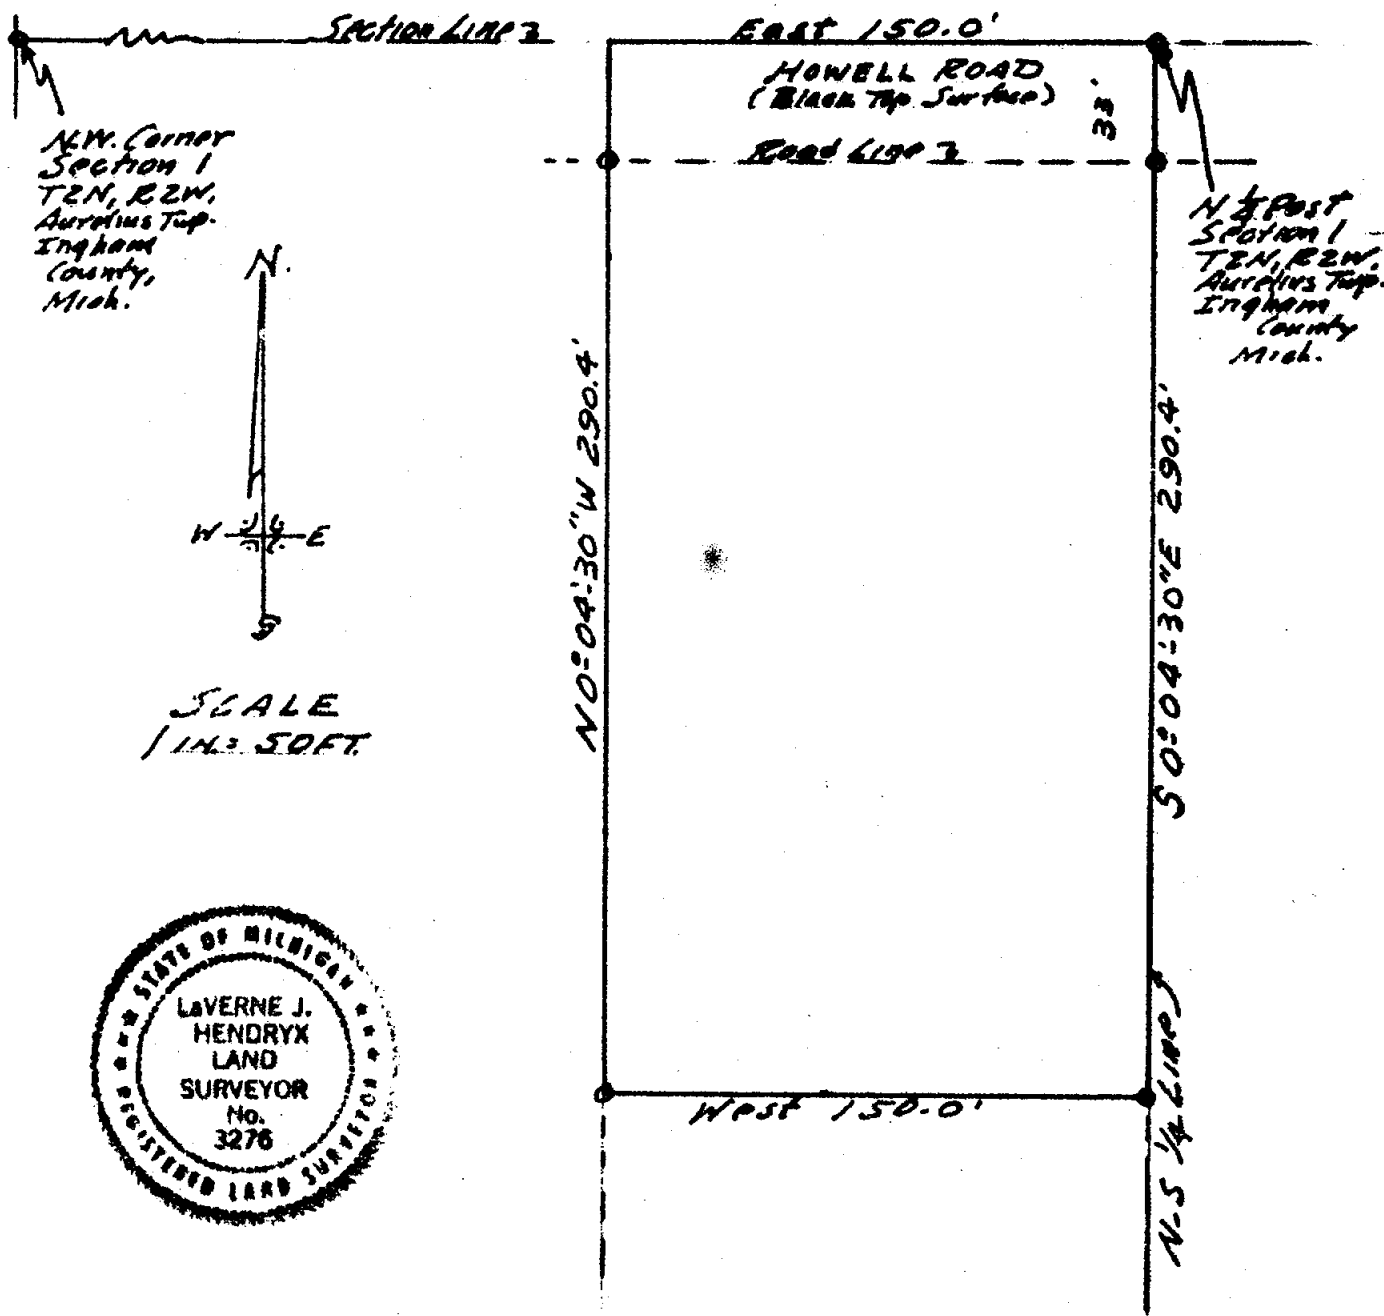 Section Line
East 150.0'
HOWELL ROAD
(Black Top Surface)
33'
Road Line
N.W. Corner
Section 1
T2N, R2W,
Aurelius Twp.
Ingham
County,
Mich.
N ¼ Post
Section 1
T2N, R2W,
Aurelius Twp.
Ingham
County
Mich.
N.
W E
S
SCALE
1 IN. = 50FT.
N 0°-04'-30" W 290.4'
S 0°-04'-30" E 290.4'
West 150.0'
N-S ¼ Line
STATE OF MICHIGAN
LaVERNE J.
HENDRYX
LAND
SURVEYOR
No.
3276
REGISTERED LAND SURVEYOR